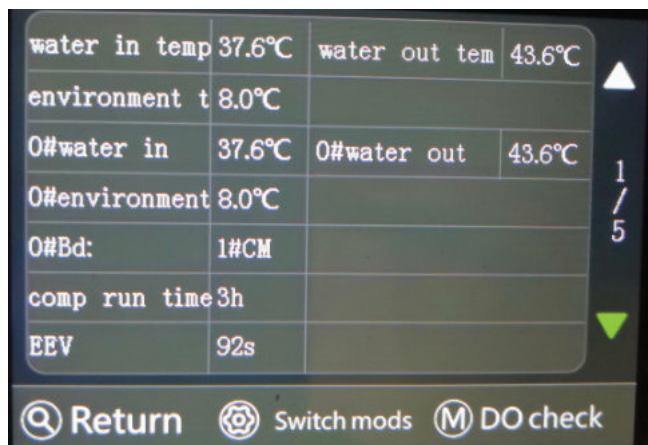 water in temp 37.6℃ water out tem 43.6℃
environment t 8.0℃
0#water in 37.6℃ 0#water out 43.6℃
0#environment 8.0℃
0#Bd: 1#CM
comp run time 3h
EEV 92s
1
/
5
Return Switch mods M DO check